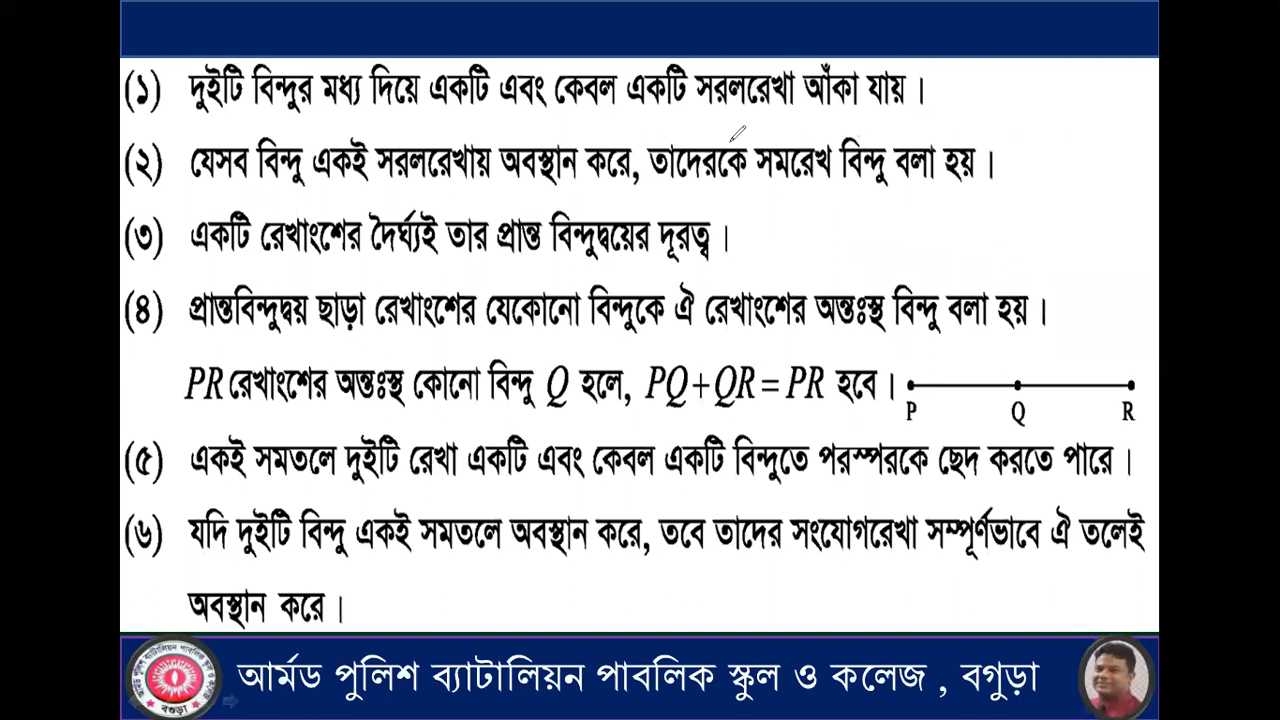 (১) দুইটি বিন্দুর মধ্য দিয়ে একটি এবং কেবল একটি সরলরেখা আঁকা যায়।
(২) যেসব বিন্দু একই সরলরেখায় অবস্থান করে, তাদেরকে সমরেখ বিন্দু বলা হয়।
(৩) একটি রেখাংশের দৈর্ঘ্যই তার প্রান্ত বিন্দুদ্বয়ের দূরত্ব।
(৪) প্রান্তবিন্দুদ্বয় ছাড়া রেখাংশের যেকোনো বিন্দুকে ঐ রেখাংশের অন্তঃস্থ বিন্দু বলা হয়।
PR রেখাংশের অন্তঃস্থ কোনো বিন্দু Q হলে, PQ+QR=PR হবে।
P Q R
(৫) একই সমতলে দুইটি রেখা একটি এবং কেবল একটি বিন্দুতে পরস্পরকে ছেদ করতে পারে।
(৬) যদি দুইটি বিন্দু একই সমতলে অবস্থান করে, তবে তাদের সংযোগরেখা সম্পূর্ণভাবে ঐ তলেই
অবস্থান করে।
আর্মড পুলিশ ব্যাটালিয়ন পাবলিক স্কুল ও কলেজ , বগুড়া
বগুড়া